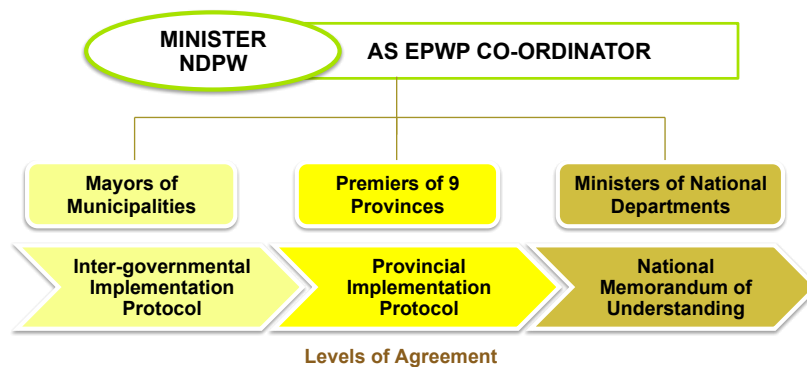 MINISTER
NDPW
AS EPWP CO-ORDINATOR
Mayors of
Municipalities
Premiers of 9
Provinces
Ministers of National
Departments
Inter-governmental
Implementation
Protocol
Provincial
Implementation
Protocol
National
Memorandum of
Understanding
Levels of Agreement